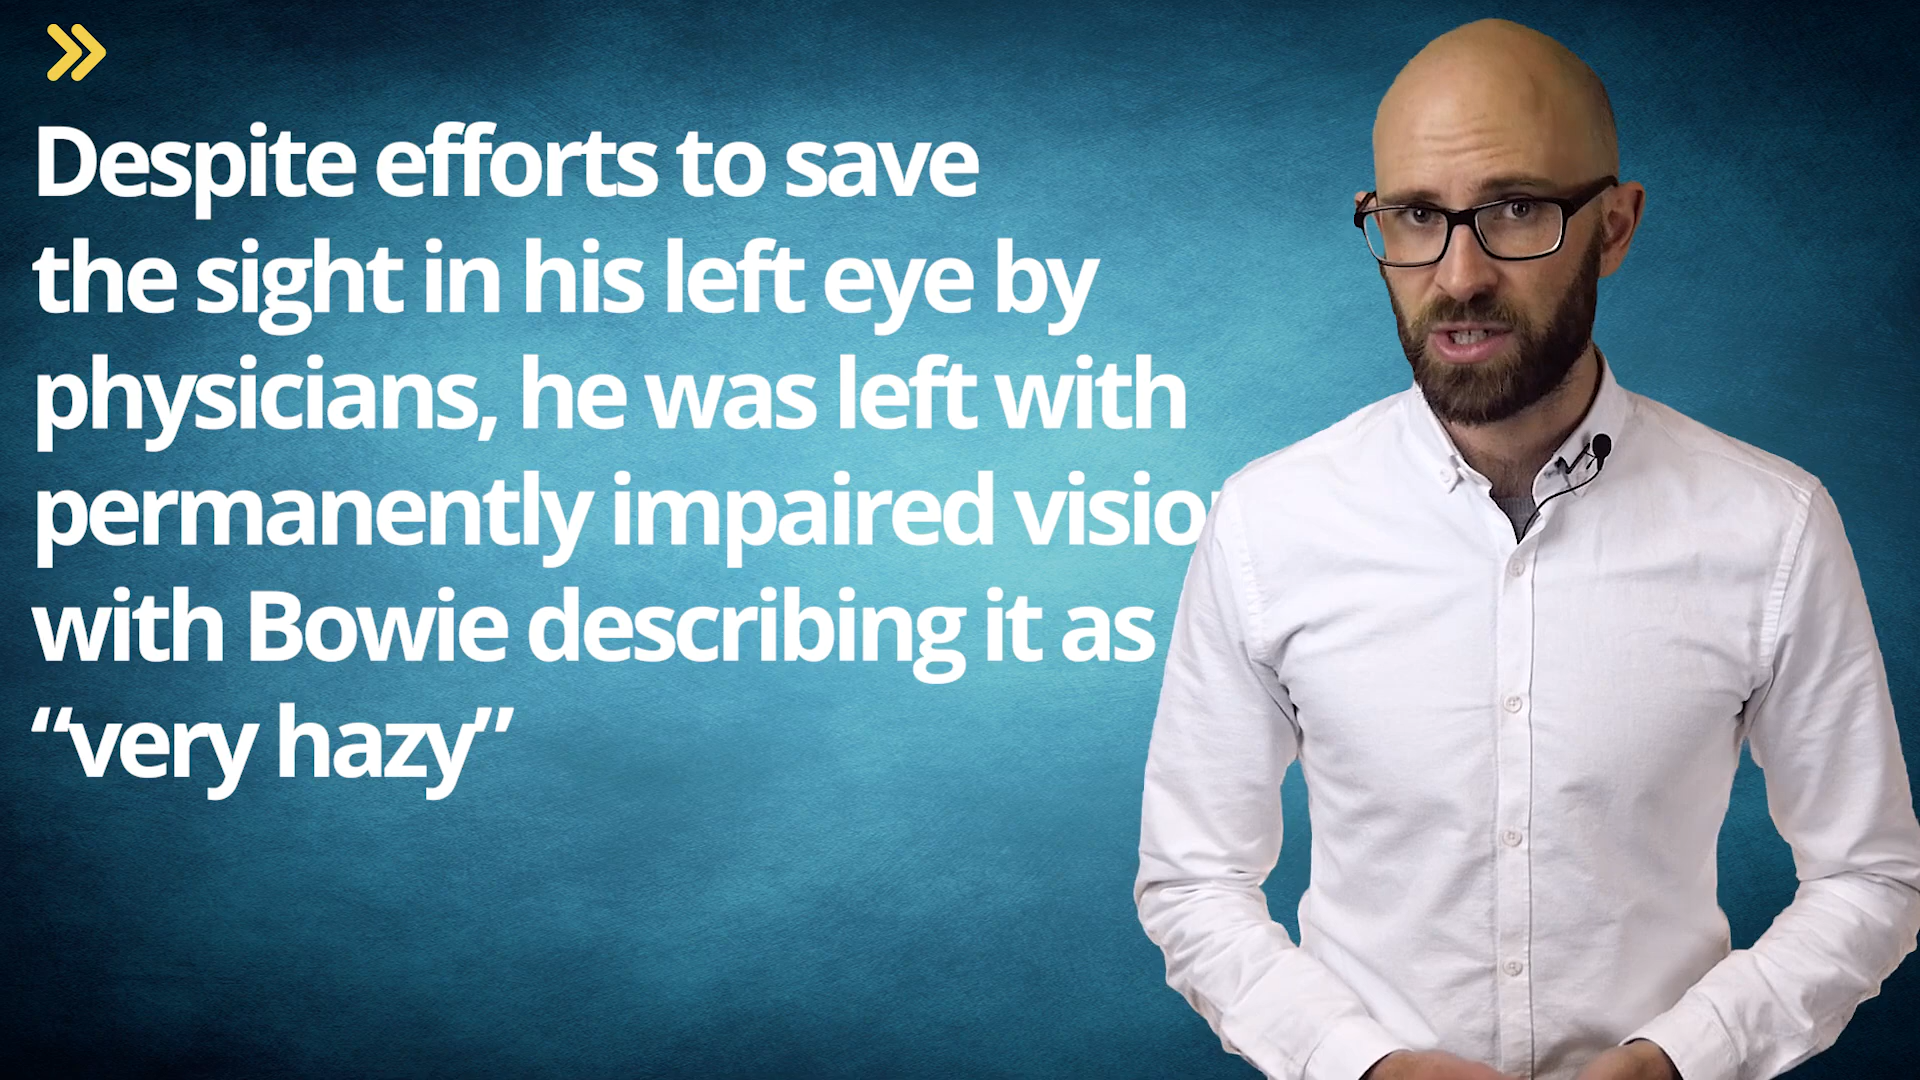 Despite efforts to save
the sight in his left eye by
physicians, he was left with
permanently impaired
with Bowie describing it as
“very hazy”